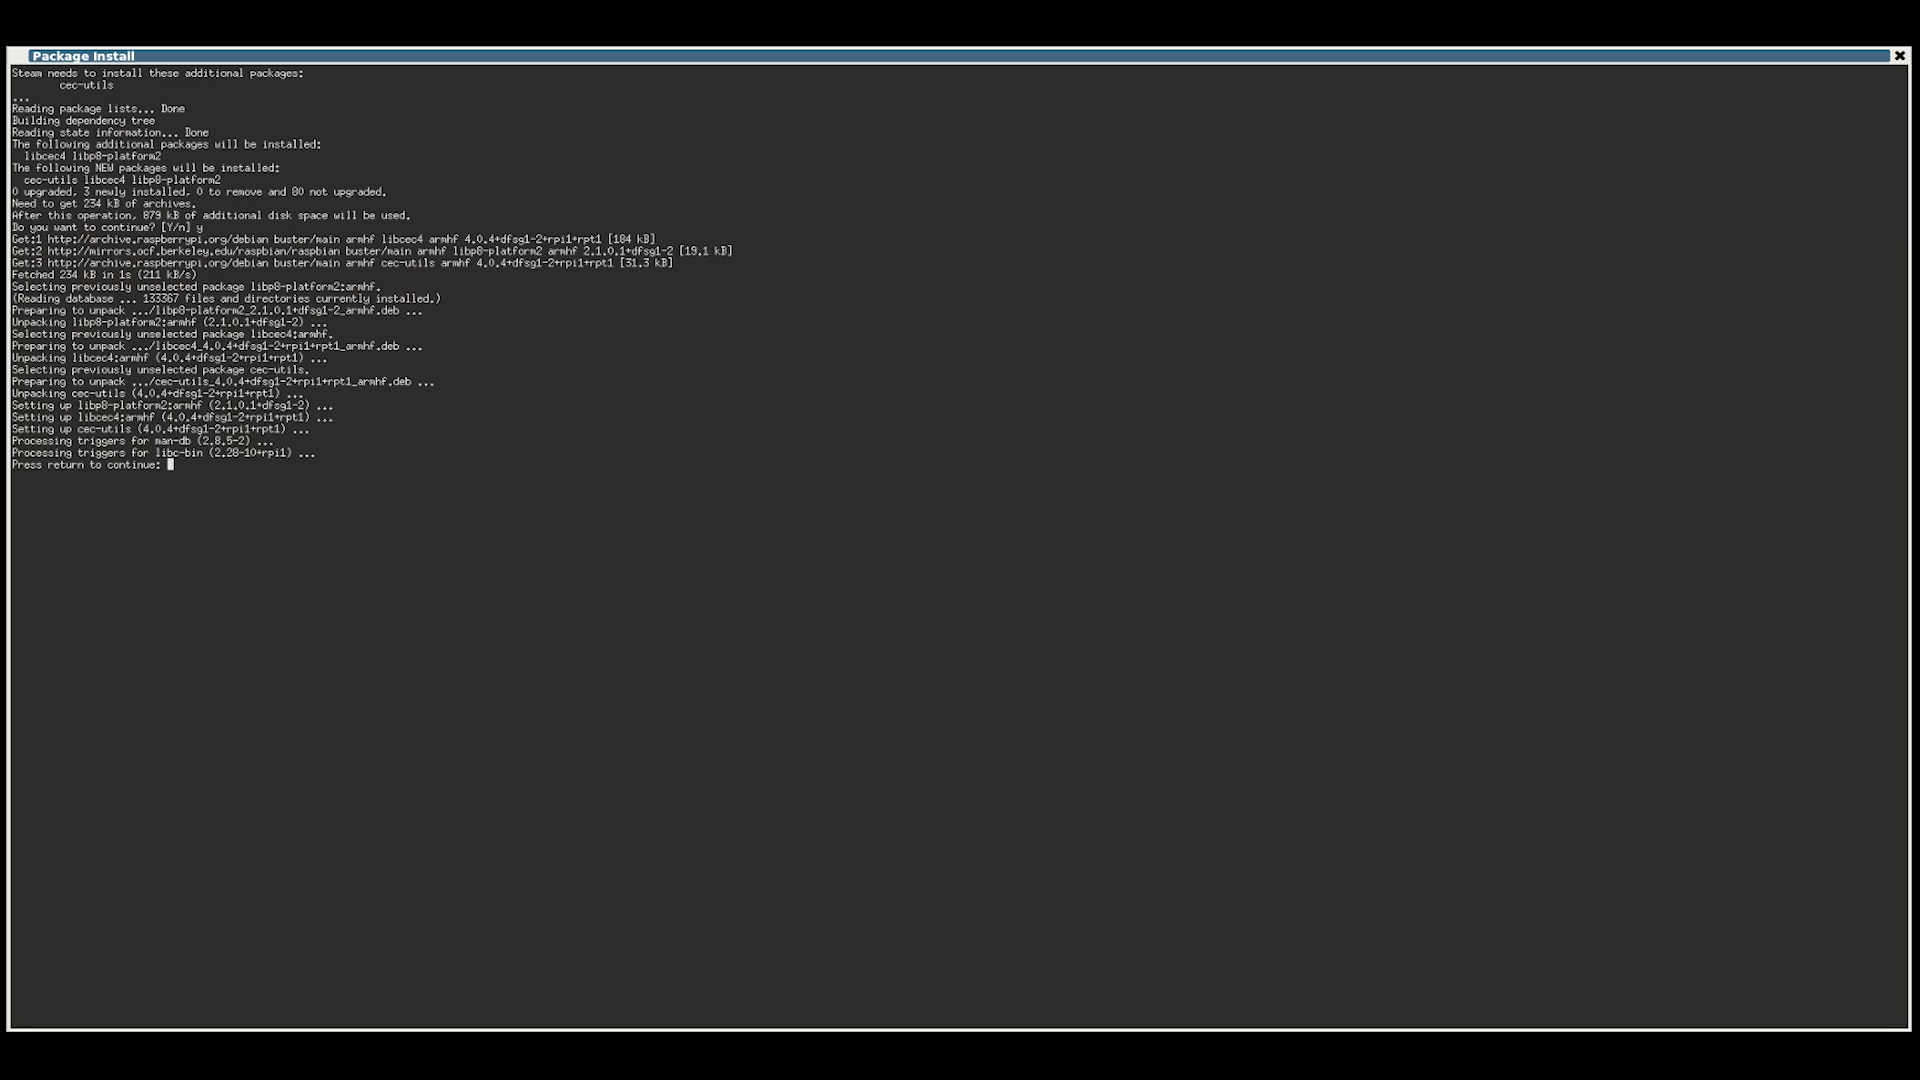 Package Install
Steam needs to install these additional packages:
cec-utils
...
Reading package lists... Done
Building dependency tree
Reading state information... Done
The following additional packages will be installed:
libcec4 libp8-platform2
The following NEW packages will be installed:
cec-utils libcec4 libp8-platform2
0 upgraded, 3 newly installed, 0 to remove and 80 not upgraded.
Need to get 234 kB of archives.
After this operation, 879 kB of additional disk space will be used.
Do you want to continue? [Y/n] y
Get:1 http://archive.raspberrypi.org/debian buster/main armhf libcec4 armhf 4.0.4+dfsg1-2+rpi1+rpt1 [184 kB]
Get:2 http://mirrors.ocf.berkeley.edu/raspbian/raspbian buster/main armhf libp8-platform2 armhf 2.1.0.1+dfsg1-2 [19.1 kB]
Get:3 http://archive.raspberrypi.org/debian buster/main armhf cec-utils armhf 4.0.4+dfsg1-2+rpi1+rpt1 [31.3 kB]
Fetched 234 kB in 1s (211 kB/s)
Selecting previously unselected package libp8-platform2:armhf.
(Reading database ... 133367 files and directories currently installed.)
Preparing to unpack .../libp8-platform2_2.1.0.1+dfsg1-2_armhf.deb ...
Unpacking libp8-platform2:armhf (2.1.0.1+dfsg1-2) ...
Selecting previously unselected package libcec4:armhf.
Preparing to unpack .../libcec4_4.0.4+dfsg1-2+rpi1+rpt1_armhf.deb ...
Unpacking libcec4:armhf (4.0.4+dfsg1-2+rpi1+rpt1) ...
Selecting previously unselected package cec-utils.
Preparing to unpack .../cec-utils_4.0.4+dfsg1-2+rpi1+rpt1_armhf.deb ...
Unpacking cec-utils (4.0.4+dfsg1-2+rpi1+rpt1) ...
Setting up libp8-platform2:armhf (2.1.0.1+dfsg1-2) ...
Setting up libcec4:armhf (4.0.4+dfsg1-2+rpi1+rpt1) ...
Setting up cec-utils (4.0.4+dfsg1-2+rpi1+rpt1) ...
Processing triggers for man-db (2.8.5-2) ...
Processing triggers for libc-bin (2.28-10+rpi1) ...
Press return to continue: